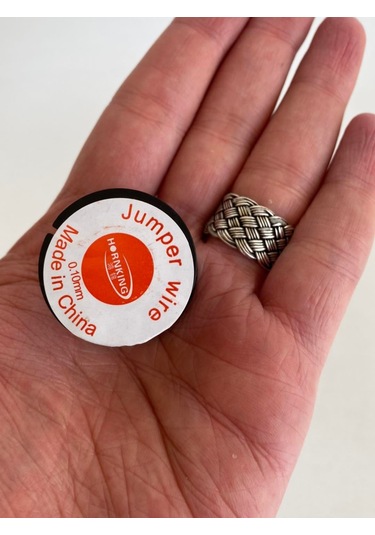 Jumper wire
HORNKING
0.10mm
Made in China